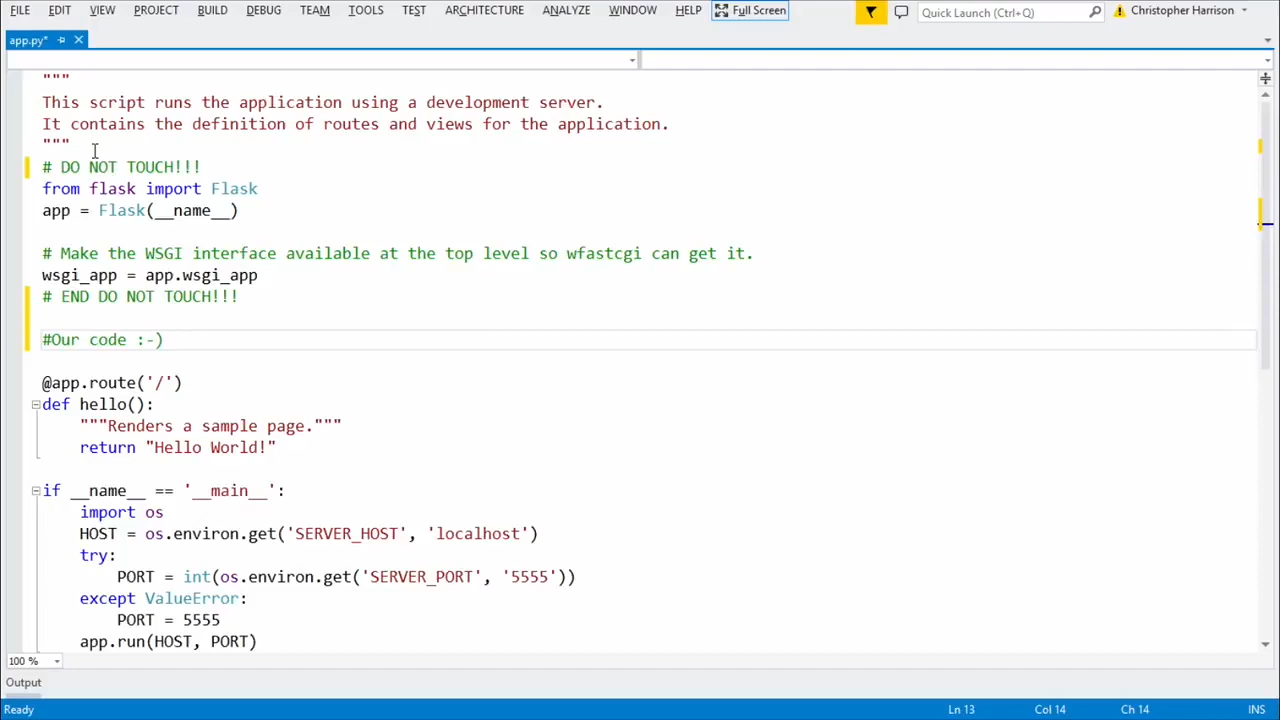 FILE EDIT VIEW PROJECT BUILD DEBUG TEAM TOOLS TEST ARCHITECTURE ANALYZE WINDOW HELP Full Screen Quick Launch (Ctrl+Q) Christopher Harrison
app.py*
"""
This script runs the application using a development server.
It contains the definition of routes and views for the application.
"""
# DO NOT TOUCH!!!
from flask import Flask
app = Flask(__name__)
# Make the WSGI interface available at the top level so wfastcgi can get it.
wsgi_app = app.wsgi_app
# END DO NOT TOUCH!!!
#Our code :-)
@app.route('/')
def hello():
"""Renders a sample page."""
return "Hello World!"
if __name__ == '__main__':
import os
HOST = os.environ.get('SERVER_HOST', 'localhost')
try:
PORT = int(os.environ.get('SERVER_PORT', '5555'))
except ValueError:
PORT = 5555
app.run(HOST, PORT)
100 %
Output
Ready Ln 13 Col 14 Ch 14 INS